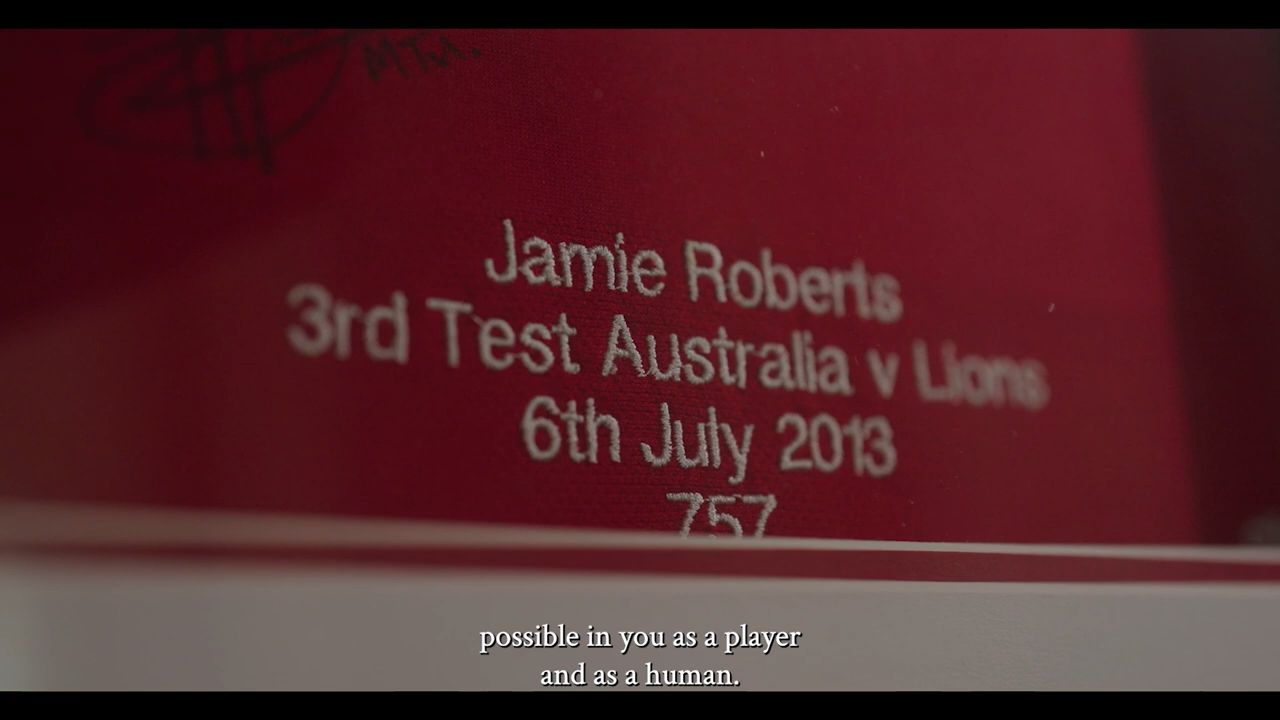 Jamie Roberts
3rd Test Australia v Lions
6th July 2013
757
possible in you as a player
and as a human.